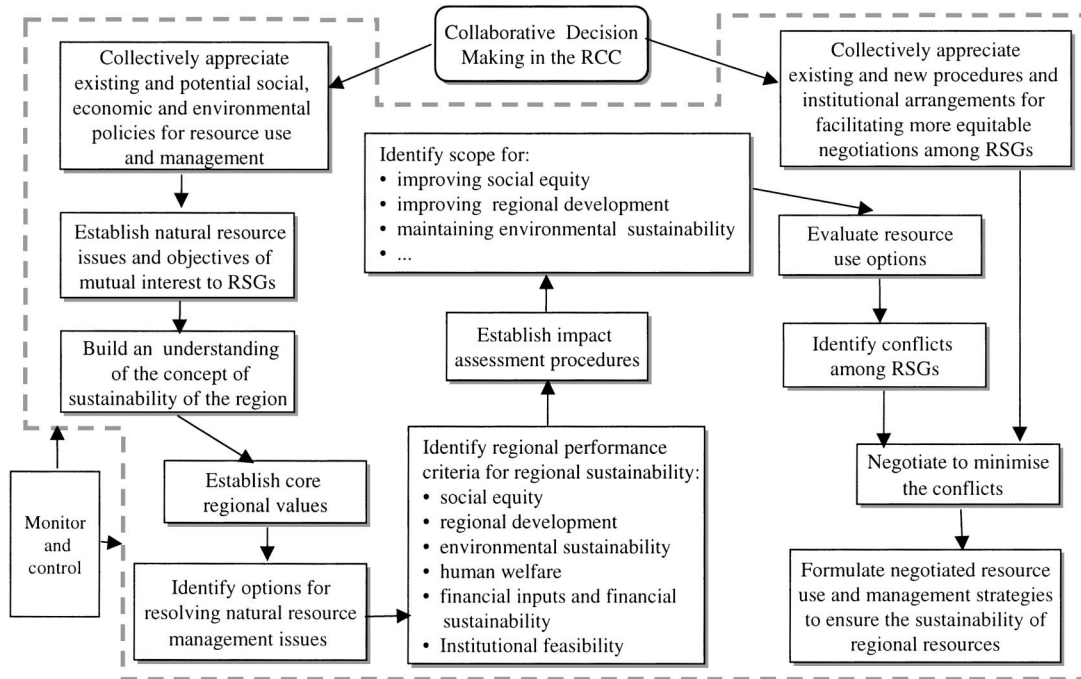 Collaborative Decision
Making in the RCC
Collectively appreciate
existing and potential social,
economic and environmental
policies for resource use
and management
Establish natural resource
issues and objectives of
mutual interest to RSGs
Build an understanding
of the concept of
sustainability of the region
Establish core
regional values
Identify options for
resolving natural resource
management issues
Monitor
and
control
Identify regional performance
criteria for regional sustainability:
• social equity
• regional development
• environmental sustainability
• human welfare
• financial inputs and financial
sustainability
• Institutional feasibility
Establish impact
assessment procedures
Identify scope for:
• improving social equity
• improving regional development
• maintaining environmental sustainability
• ...
Evaluate resource
use options
Identify conflicts
among RSGs
Collectively appreciate
existing and new procedures and
institutional arrangements for
facilitating more equitable
negotiations among RSGs
Negotiate to minimise
the conflicts
Formulate negotiated resource
use and management strategies
to ensure the sustainability of
regional resources